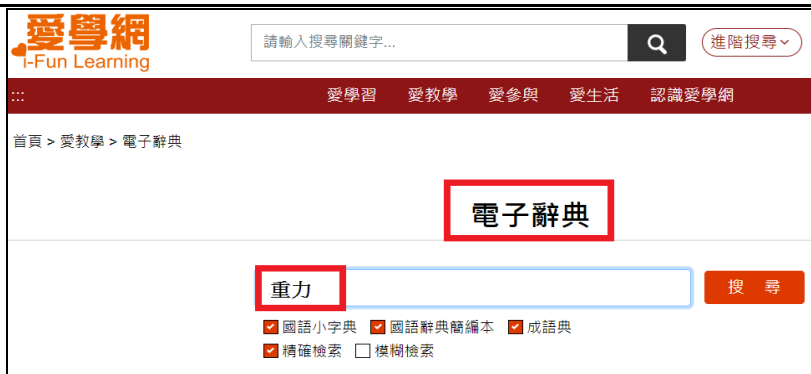 愛學網
i-Fun Learning
請輸入搜尋關鍵字...
進階搜尋
:::
愛學習 愛教學 愛參與 愛生活 認識愛學網
首頁 > 愛教學 > 電子辭典
電子辭典
重力
搜 尋
國語小字典 國語辭典簡編本 成語典
精確檢索 模糊檢索